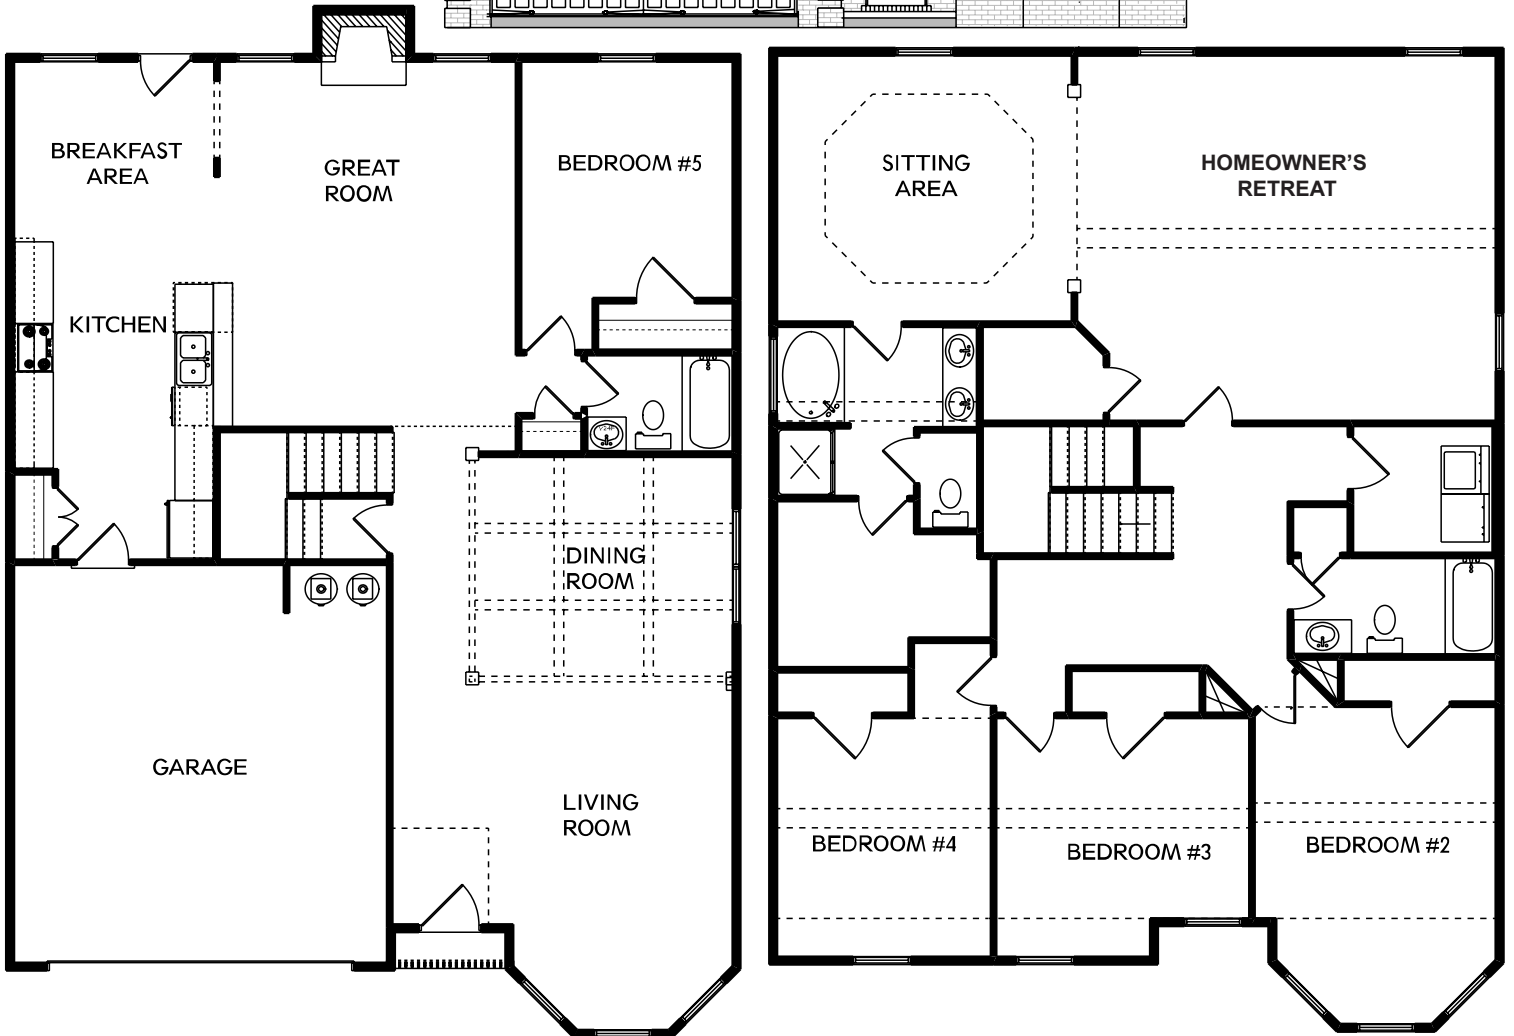 BREAKFAST
AREA
GREAT
ROOM
BEDROOM #5
KITCHEN
DINING
ROOM
GARAGE
LIVING
ROOM
SITTING
AREA
HOMEOWNER'S
RETREAT
BEDROOM #4
BEDROOM #3
BEDROOM #2